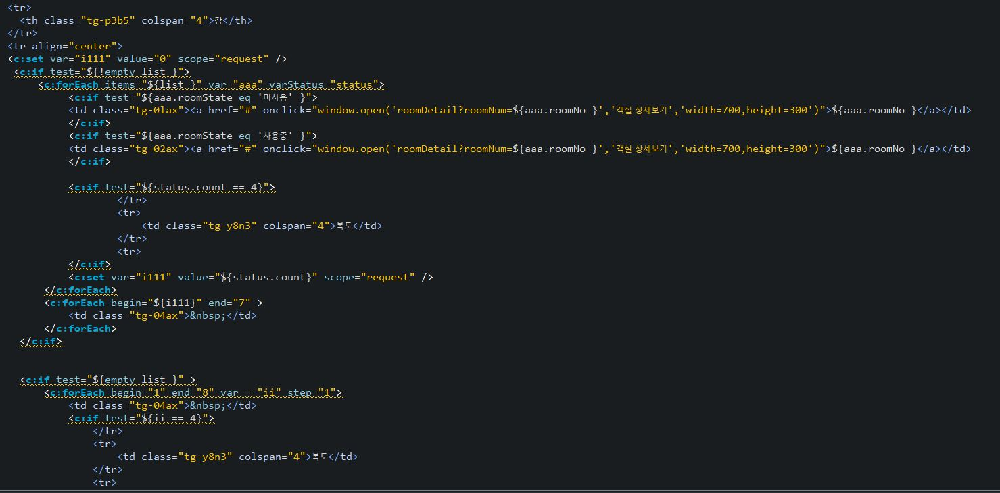 <tr>
<th class="tg-p3b5" colspan="4">강</th>
</tr>
<tr align="center">
<c:set var="i111" value="0" scope="request" />
<c:if test="${!empty list }">
<c:forEach items="${list }" var="aaa" varStatus="status">
<c:if test="${aaa.roomState eq '미사용' }">
<td class="tg-0lax"><a href="#" onclick="window.open('roomDetail?roomNum=${aaa.roomNo }','객실 상세보기','width=700,height=300')">${aaa.roomNo }</a></td>
</c:if>
<c:if test="${aaa.roomState eq '사용중' }">
<td class="tg-02ax"><a href="#" onclick="window.open('roomDetail?roomNum=${aaa.roomNo }','객실 상세보기','width=700,height=300')">${aaa.roomNo }</a></td>
</c:if>
<c:if test="${status.count == 4}">
</tr>
<tr>
<td class="tg-y8n3" colspan="4">복도</td>
</tr>
<tr>
</c:if>
<c:set var="i111" value="${status.count}" scope="request" />
</c:forEach>
<c:forEach begin="${i111}" end="7" >
<td class="tg-04ax">&nbsp;</td>
</c:forEach>
</c:if>
<c:if test="${empty list }" >
<c:forEach begin="1" end="8" var = "ii" step="1">
<td class="tg-04ax">&nbsp;</td>
<c:if test="${ii == 4}">
</tr>
<tr>
<td class="tg-y8n3" colspan="4">복도</td>
</tr>
<tr>